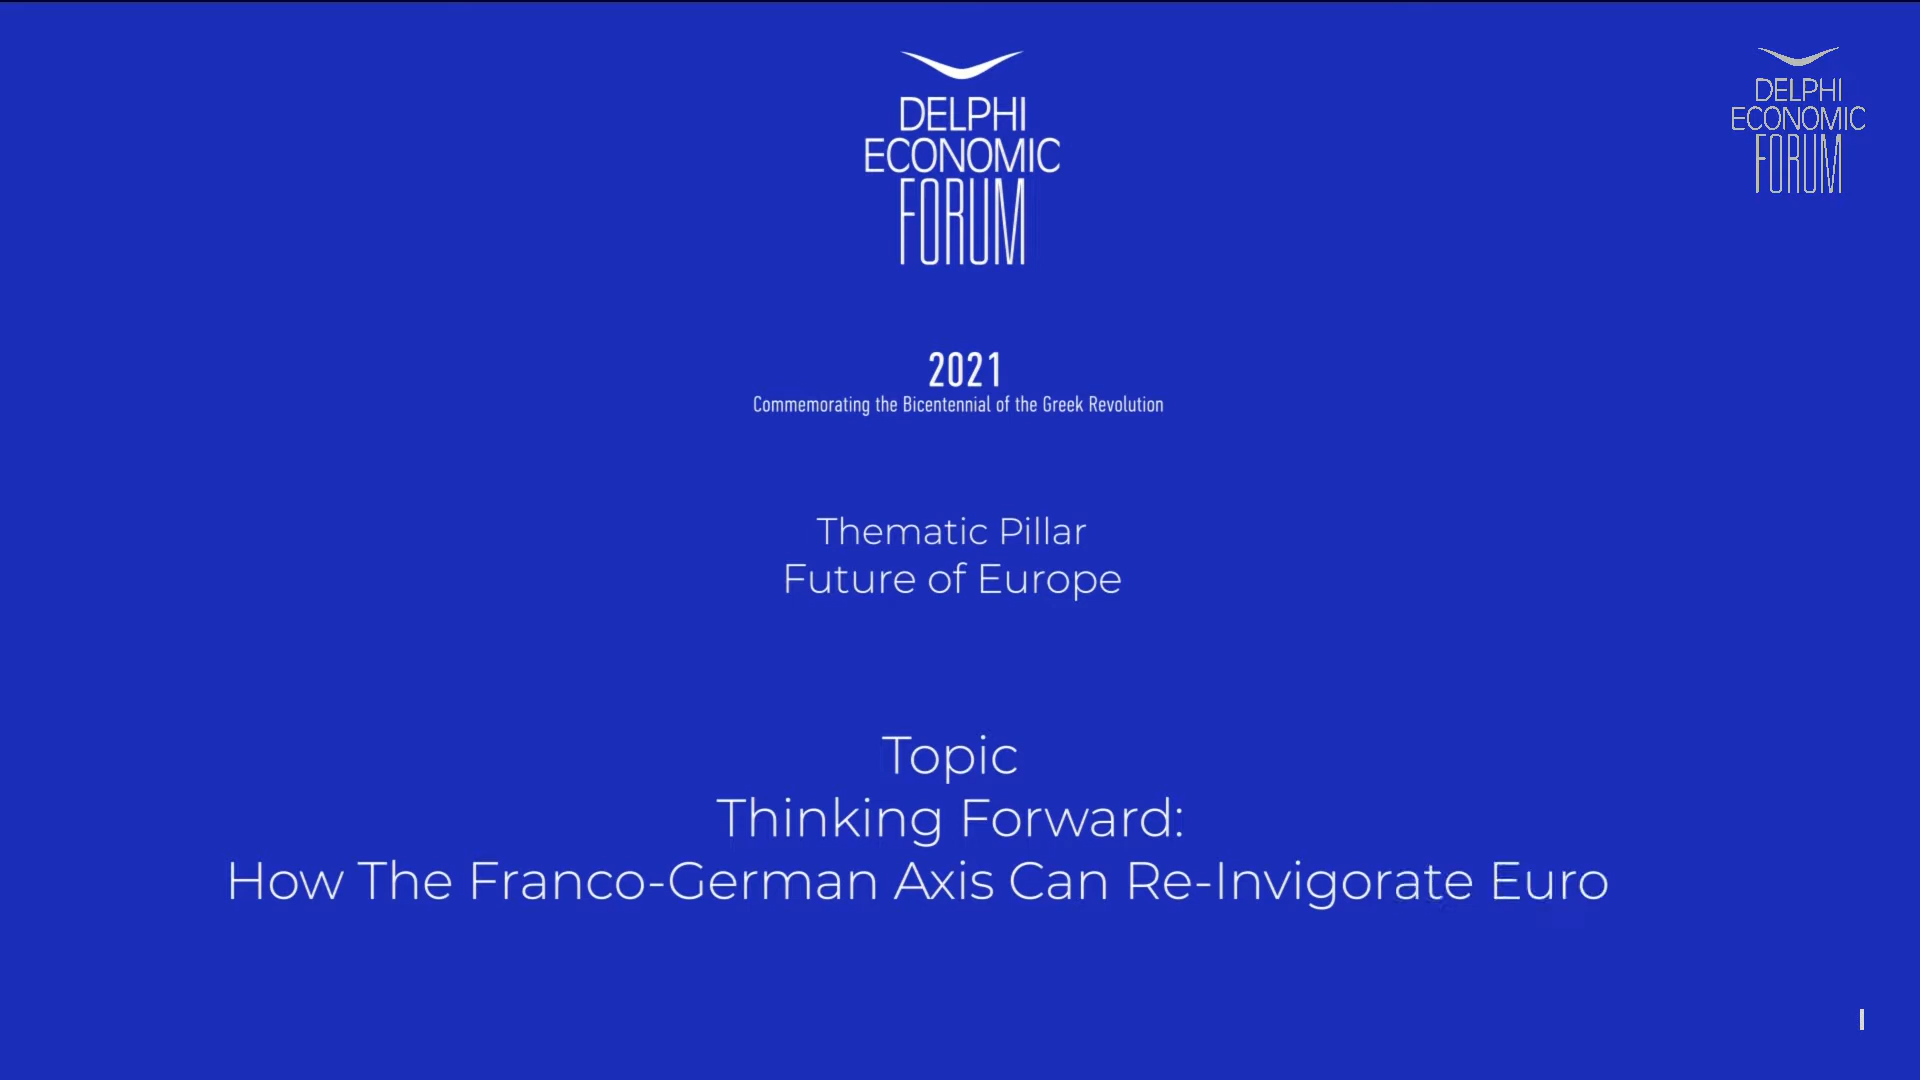 DELPHI
ECONOMIC
FORUM
DELPHI
ECONOMIC
FORUM
2021
Commemorating the Bicentennial of the Greek Revolution
Thematic Pillar
Future of Europe
Topic
Thinking Forward:
How The Franco-German Axis Can Re-Invigorate Euro